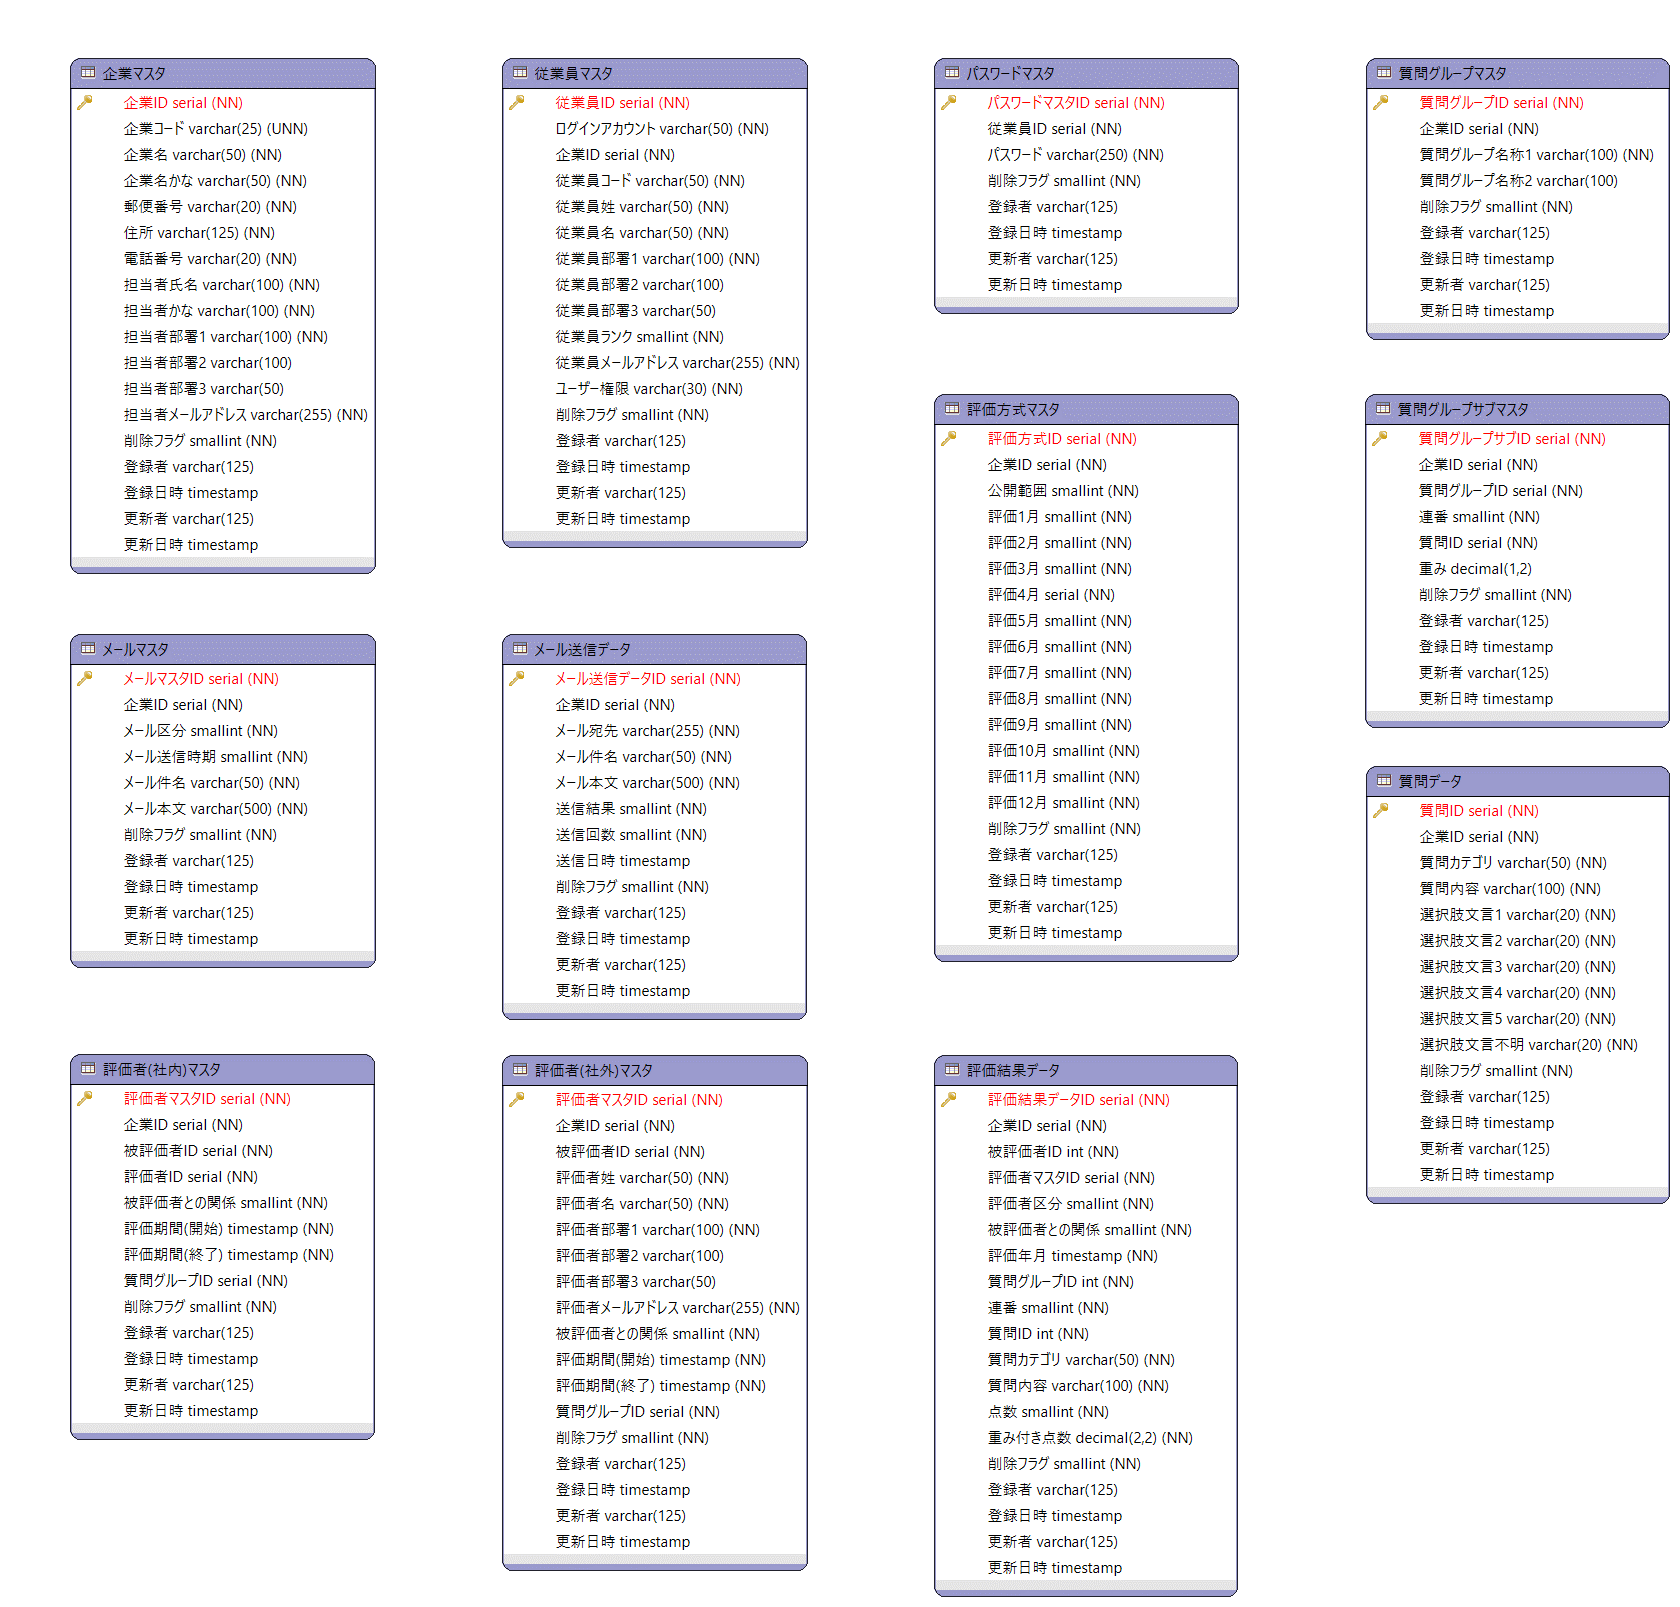 企業マスタ
企業ID serial (NN)
企業コード varchar(25) (UNN)
企業名 varchar(50) (NN)
企業名かな varchar(50) (NN)
郵便番号 varchar(20) (NN)
住所 varchar(125) (NN)
電話番号 varchar(20) (NN)
担当者氏名 varchar(100) (NN)
担当者かな varchar(100) (NN)
担当者部署1 varchar(100) (NN)
担当者部署2 varchar(100)
担当者部署3 varchar(50)
担当者メールアドレス varchar(255) (NN)
削除フラグ smallint (NN)
登録者 varchar(125)
登録日時 timestamp
更新者 varchar(125)
更新日時 timestamp
従業員マスタ
従業員ID serial (NN)
ログインアカウント varchar(50) (NN)
企業ID serial (NN)
従業員コード varchar(50) (NN)
従業員姓 varchar(50) (NN)
従業員名 varchar(50) (NN)
従業員部署1 varchar(100) (NN)
従業員部署2 varchar(100)
従業員部署3 varchar(50)
従業員ランク smallint (NN)
従業員メールアドレス varchar(255) (NN)
ユーザー権限 varchar(30) (NN)
削除フラグ smallint (NN)
登録者 varchar(125)
登録日時 timestamp
更新者 varchar(125)
更新日時 timestamp
パスワードマスタ
パスワードマスタID serial (NN)
従業員ID serial (NN)
パスワード varchar(250) (NN)
削除フラグ smallint (NN)
登録者 varchar(125)
登録日時 timestamp
更新者 varchar(125)
更新日時 timestamp
質問グループマスタ
質問グループID serial (NN)
企業ID serial (NN)
質問グループ名称1 varchar(100) (NN)
質問グループ名称2 varchar(100)
削除フラグ smallint (NN)
登録者 varchar(125)
登録日時 timestamp
更新者 varchar(125)
更新日時 timestamp
評価方式マスタ
評価方式ID serial (NN)
企業ID serial (NN)
公開範囲 smallint (NN)
評価1月 smallint (NN)
評価2月 smallint (NN)
評価3月 smallint (NN)
評価4月 serial (NN)
評価5月 smallint (NN)
評価6月 smallint (NN)
評価7月 smallint (NN)
評価8月 smallint (NN)
評価9月 smallint (NN)
評価10月 smallint (NN)
評価11月 smallint (NN)
評価12月 smallint (NN)
削除フラグ smallint (NN)
登録者 varchar(125)
登録日時 timestamp
更新者 varchar(125)
更新日時 timestamp
質問グループサブマスタ
質問グループサブID serial (NN)
企業ID serial (NN)
質問グループID serial (NN)
連番 smallint (NN)
質問ID serial (NN)
重み decimal(1,2)
削除フラグ smallint (NN)
登録者 varchar(125)
登録日時 timestamp
更新者 varchar(125)
更新日時 timestamp
メールマスタ
メールマスタID serial (NN)
企業ID serial (NN)
メール区分 smallint (NN)
メール送信時期 smallint (NN)
メール件名 varchar(50) (NN)
メール本文 varchar(500) (NN)
削除フラグ smallint (NN)
登録者 varchar(125)
登録日時 timestamp
更新者 varchar(125)
更新日時 timestamp
メール送信データ
メール送信データID serial (NN)
企業ID serial (NN)
メール宛先 varchar(255) (NN)
メール件名 varchar(50) (NN)
メール本文 varchar(500) (NN)
送信結果 smallint (NN)
送信回数 smallint (NN)
送信日時 timestamp
削除フラグ smallint (NN)
登録者 varchar(125)
登録日時 timestamp
更新者 varchar(125)
更新日時 timestamp
質問データ
質問ID serial (NN)
企業ID serial (NN)
質問カテゴリ varchar(50) (NN)
質問内容 varchar(100) (NN)
選択肢文言1 varchar(20) (NN)
選択肢文言2 varchar(20) (NN)
選択肢文言3 varchar(20) (NN)
選択肢文言4 varchar(20) (NN)
選択肢文言5 varchar(20) (NN)
選択肢文言不明 varchar(20) (NN)
削除フラグ smallint (NN)
登録者 varchar(125)
登録日時 timestamp
更新者 varchar(125)
更新日時 timestamp
評価者(社内)マスタ
評価者マスタID serial (NN)
企業ID serial (NN)
被評価者ID serial (NN)
評価者ID serial (NN)
被評価者との関係 smallint (NN)
評価期間(開始) timestamp (NN)
評価期間(終了) timestamp (NN)
質問グループID serial (NN)
削除フラグ smallint (NN)
登録者 varchar(125)
登録日時 timestamp
更新者 varchar(125)
更新日時 timestamp
評価者(社外)マスタ
評価者マスタID serial (NN)
企業ID serial (NN)
被評価者ID serial (NN)
評価者姓 varchar(50) (NN)
評価者名 varchar(50) (NN)
評価者部署1 varchar(100) (NN)
評価者部署2 varchar(100)
評価者部署3 varchar(50)
評価者メールアドレス varchar(255) (NN)
被評価者との関係 smallint (NN)
評価期間(開始) timestamp (NN)
評価期間(終了) timestamp (NN)
質問グループID serial (NN)
削除フラグ smallint (NN)
登録者 varchar(125)
登録日時 timestamp
更新者 varchar(125)
更新日時 timestamp
評価結果データ
評価結果データID serial (NN)
企業ID serial (NN)
被評価者ID int (NN)
評価者マスタID serial (NN)
評価者区分 smallint (NN)
被評価者との関係 smallint (NN)
評価年月 timestamp (NN)
質問グループID int (NN)
連番 smallint (NN)
質問ID int (NN)
質問カテゴリ varchar(50) (NN)
質問内容 varchar(100) (NN)
点数 smallint (NN)
重み付き点数 decimal(2,2) (NN)
削除フラグ smallint (NN)
登録者 varchar(125)
登録日時 timestamp
更新者 varchar(125)
更新日時 timestamp